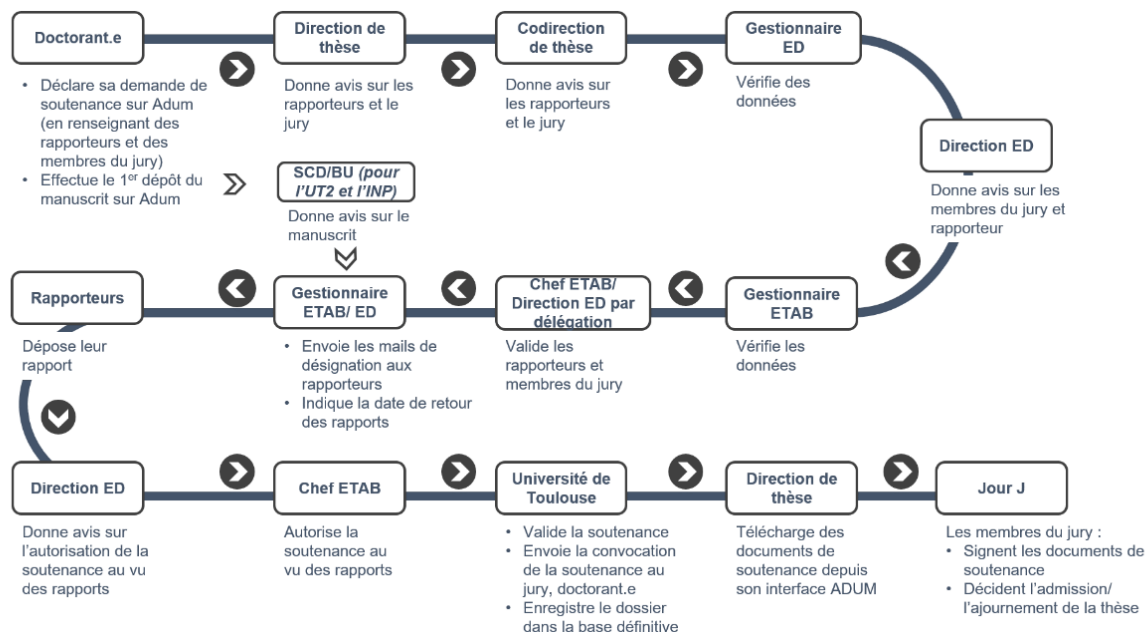 Doctorant.e
• Déclare sa demande de
soutenance sur Adum
(en renseignant des
rapporteurs et des
membres du jury)
• Effectue le 1er dépôt du
manuscrit sur Adum
Direction de
thèse
Donne avis sur les
rapporteurs et le
jury
Codirection
de thèse
Donne avis sur
les rapporteurs
et le jury
Gestionnaire
ED
Vérifie des
données
Direction ED
Donne avis sur les
membres du jury et
rapporteur
SCD/BU (pour
l'UT2 et l'INP)
Donne avis sur le
manuscrit
Gestionnaire
ETAB
Vérifie les
données
Chef ETAB/
Direction ED par
délégation
Valide les
rapporteurs et
membres du jury
Gestionnaire
ETAB/ ED
• Envoie les mails de
désignation aux
rapporteurs
• Indique la date de retour
des rapports
Rapporteurs
Dépose leur
rapport
Direction ED
Donne avis sur
l'autorisation de la
soutenance au vu
des rapports
Chef ETAB
Autorise la
soutenance au
vu des rapports
Université de
Toulouse
• Valide la soutenance
• Envoie la convocation
de la soutenance au
jury, doctorant.e
• Enregistre le dossier
dans la base définitive
Direction de
thèse
Télécharge des
documents de
soutenance depuis
son interface ADUM
Jour J
Les membres du jury :
• Signent les documents de
soutenance
• Décident l'admission/
l'ajournement de la thèse